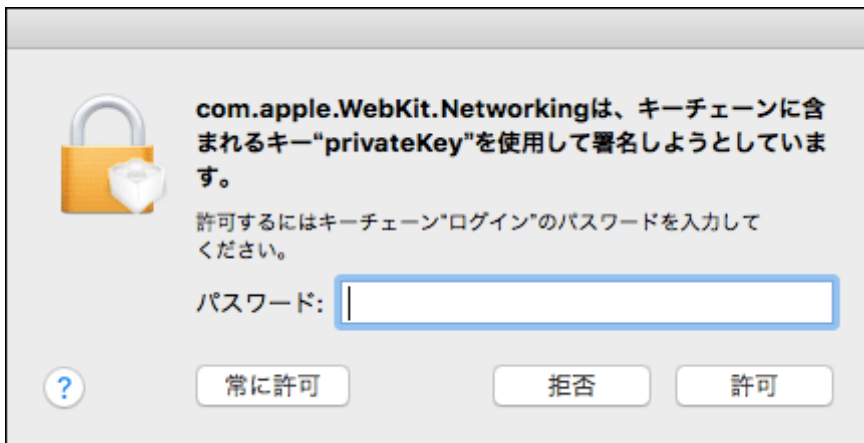 com.apple.WebKit.Networkingは、キーチェーンに含
まれるキー“privateKey”を使用して署名しようとしていま
す。
許可するにはキーチェーン“ログイン”のパスワードを入力して
ください。
パスワード:
?
常に許可
拒否
許可